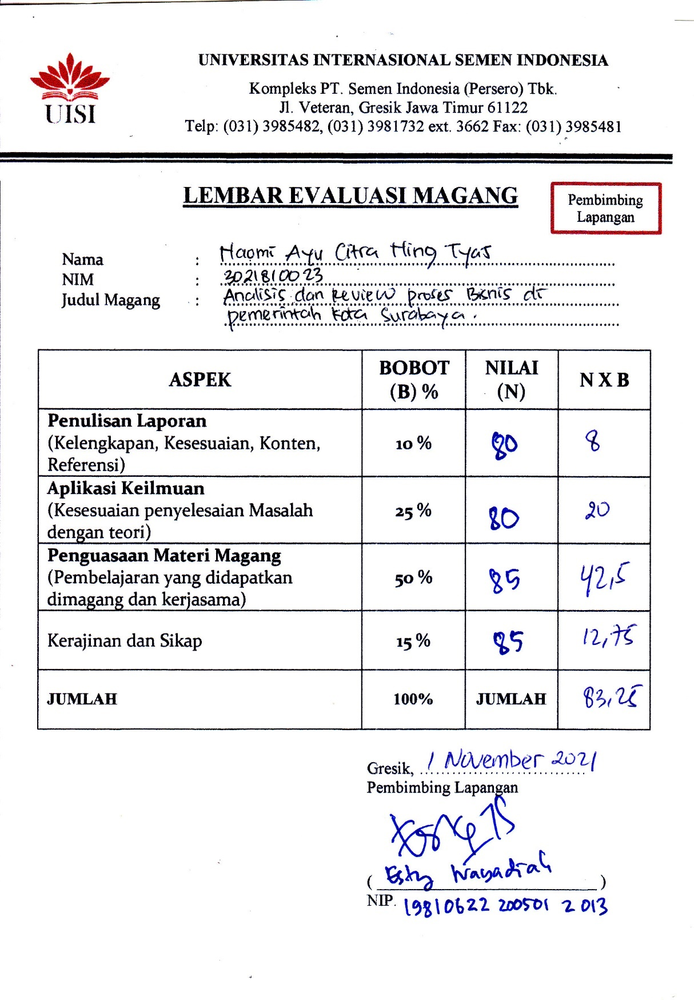 UNIVERSITAS INTERNASIONAL SEMEN INDONESIA
Kompleks PT. Semen Indonesia (Persero) Tbk.
Jl. Veteran, Gresik Jawa Timur 61122
Telp: (031) 3985482, (031) 3981732 ext. 3662 Fax: (031) 3985481
UISI
LEMBAR EVALUASI MAGANG
Pembimbing
Lapangan
Nama : Haomi Ayu Citra Hing Tyas
NIM : 3021810023
Judul Magang : Analisis dan Review proses Bisnis di
pemerintah kota Surabaya.
ASPEK BOBOT (B) % NILAI (N) N X B
Penulisan Laporan
(Kelengkapan, Kesesuaian, Konten,
Referensi)
10 % 80 8
Aplikasi Keilmuan
(Kesesuaian penyelesaian Masalah
dengan teori)
25 % 80 20
Penguasaan Materi Magang
(Pembelajaran yang didapatkan
dimagang dan kerjasama)
50 % 85 42,5
Kerajinan dan Sikap 15 % 85 12,75
JUMLAH 100% JUMLAH 83,25
Gresik, 1 November 2021
Pembimbing Lapangan
( Esty )
NIP. 19810622 200501 2 013